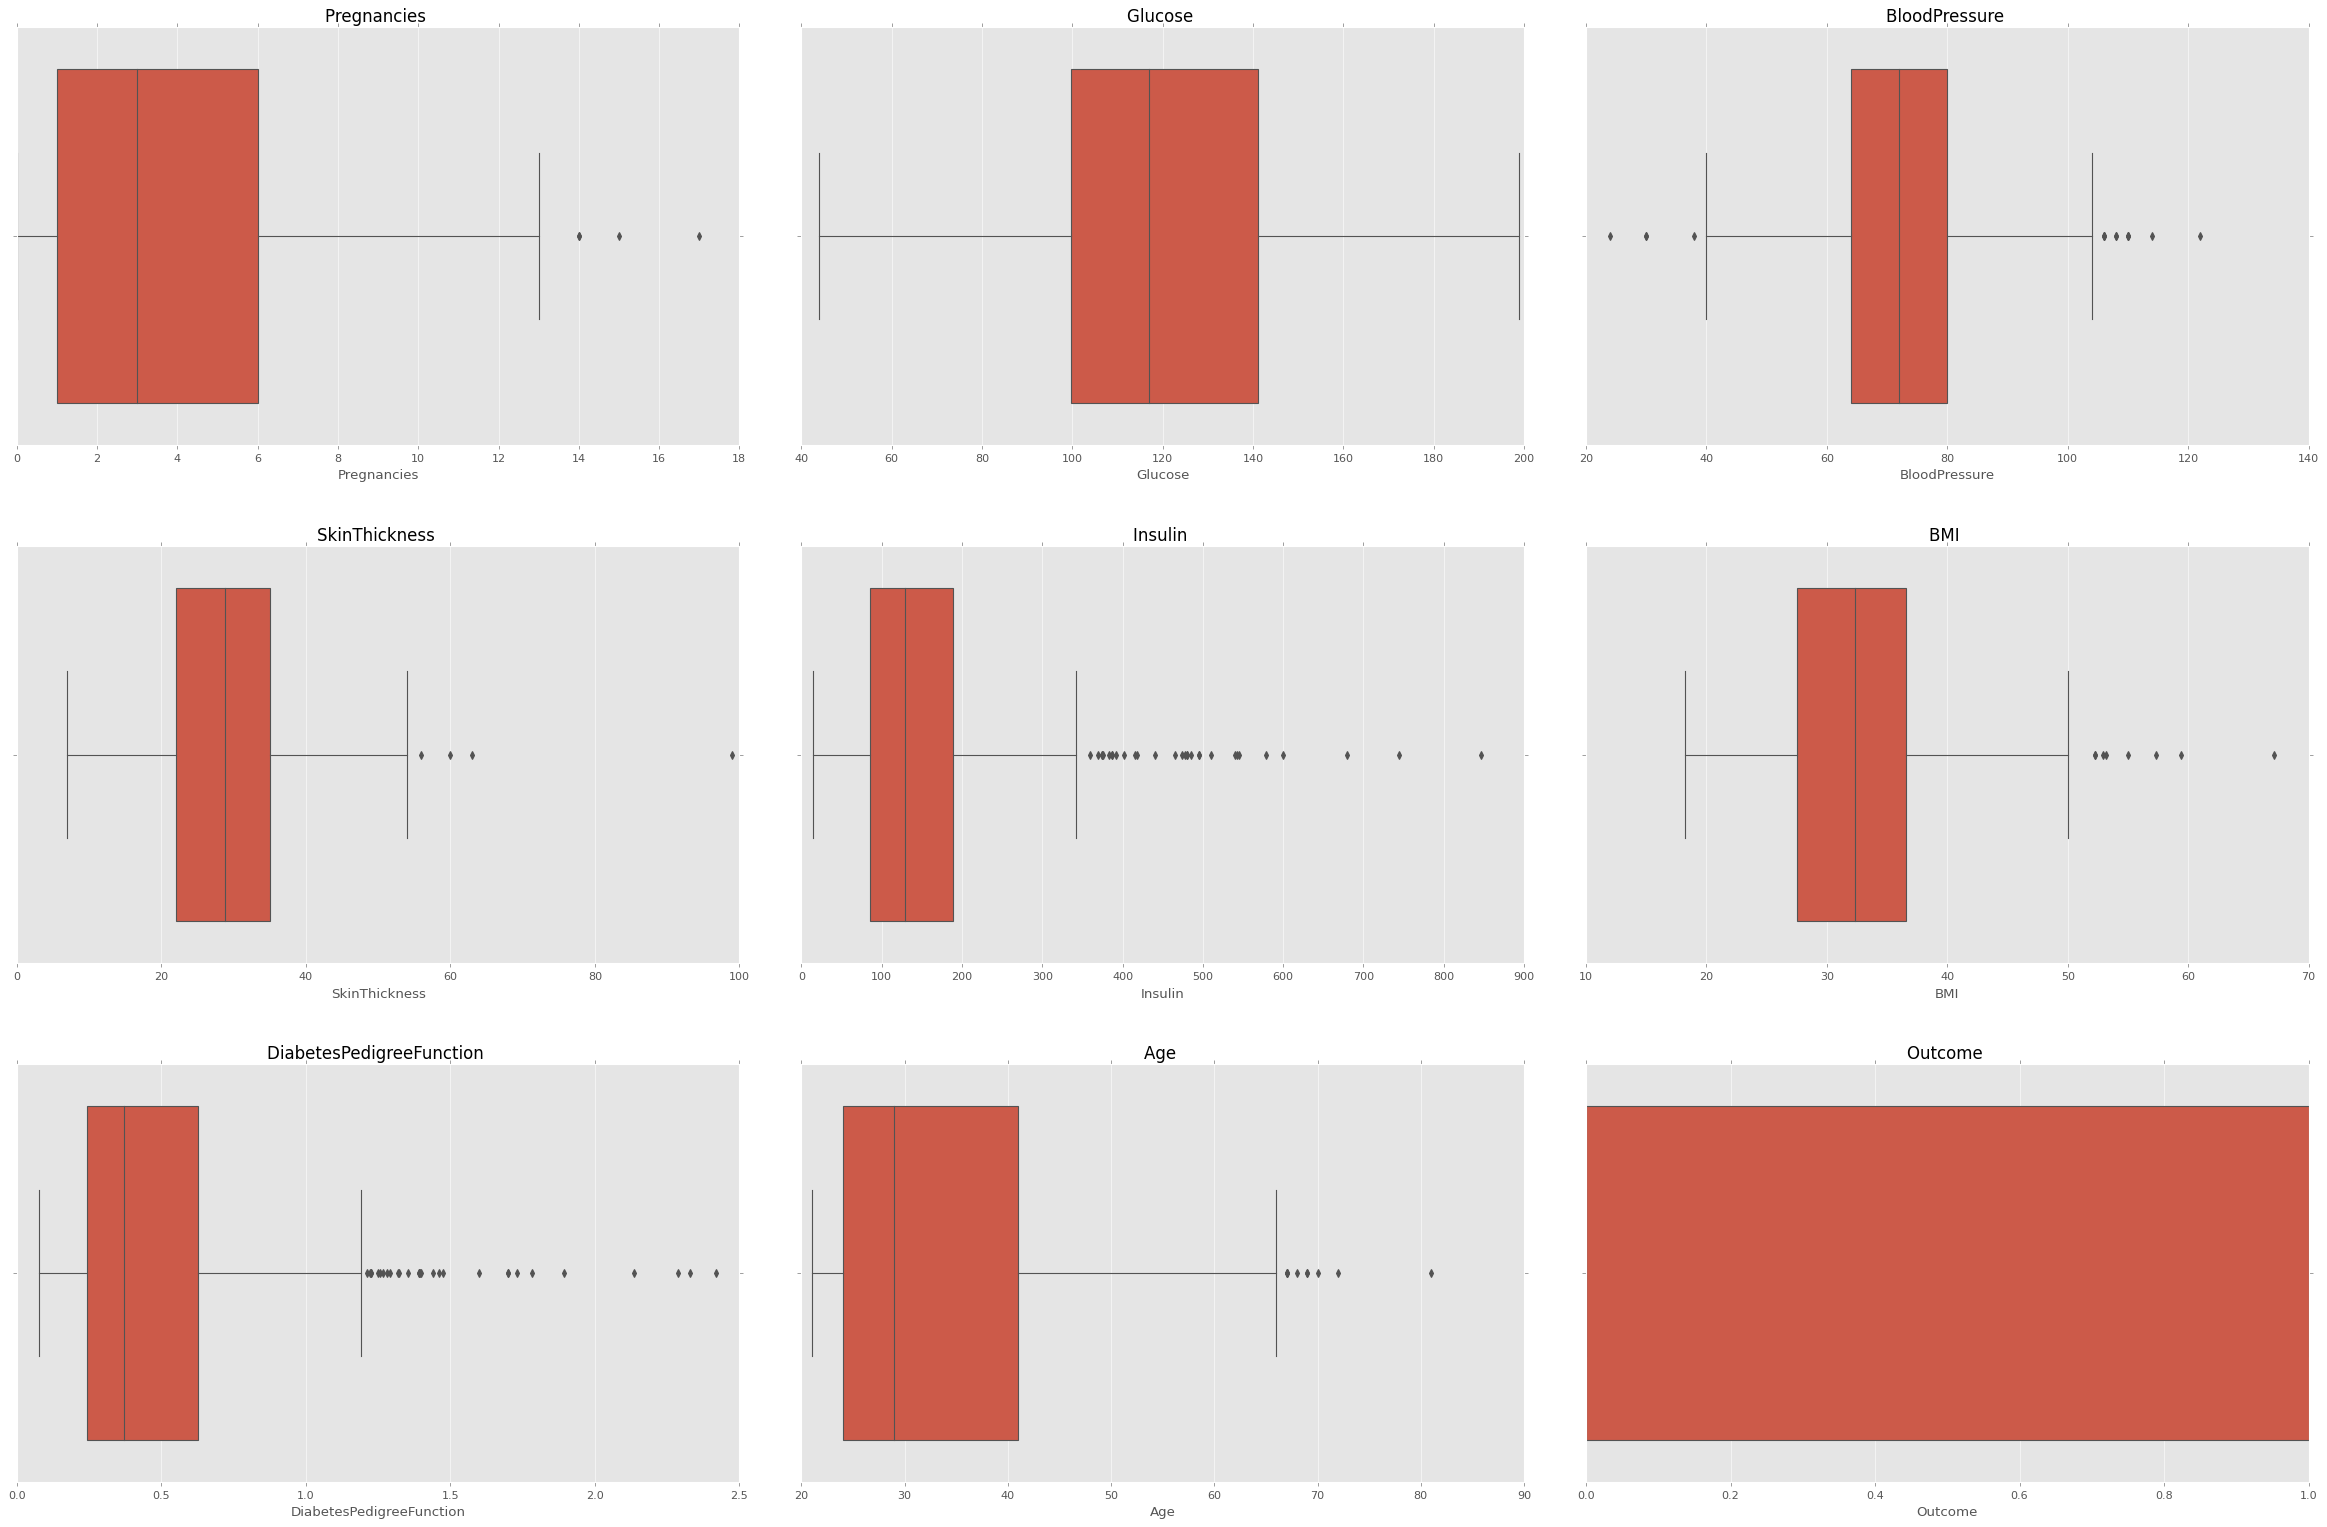 Pregnancies
Glucose
BloodPressure
0 2 4 6 8 10 12 14 16 18
40 60 80 100 120 140 160 180 200
20 40 60 80 100 120 140
Pregnancies
Glucose
BloodPressure
SkinThickness
Insulin
BMI
0 20 40 60 80 100
0 100 200 300 400 500 600 700 800 900
10 20 30 40 50 60 70
SkinThickness
Insulin
BMI
DiabetesPedigreeFunction
Age
Outcome
0.0 0.5 1.0 1.5 2.0 2.5
20 30 40 50 60 70 80 90
0.0 0.2 0.4 0.6 0.8 1.0
DiabetesPedigreeFunction
Age
Outcome